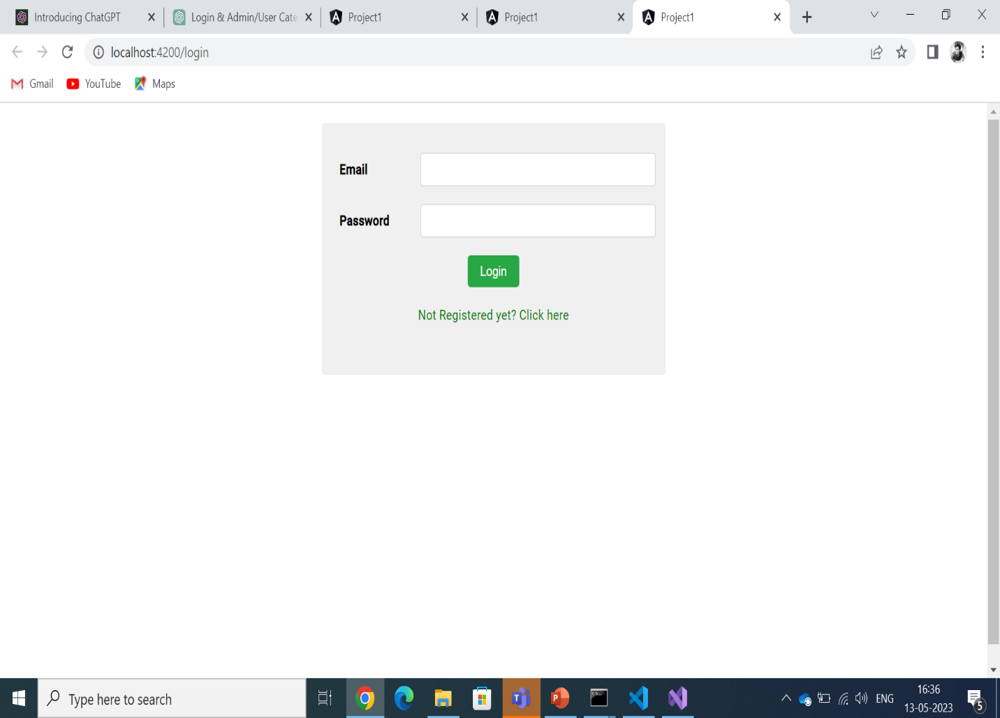 Introducing ChatGPT
Login & Admin/User Cate
Project1
Project1
Project1
localhost:4200/login
Gmail
YouTube
Maps
Email
Password
Login
Not Registered yet? Click here
Type here to search
ENG
16:36
13-05-2023
5